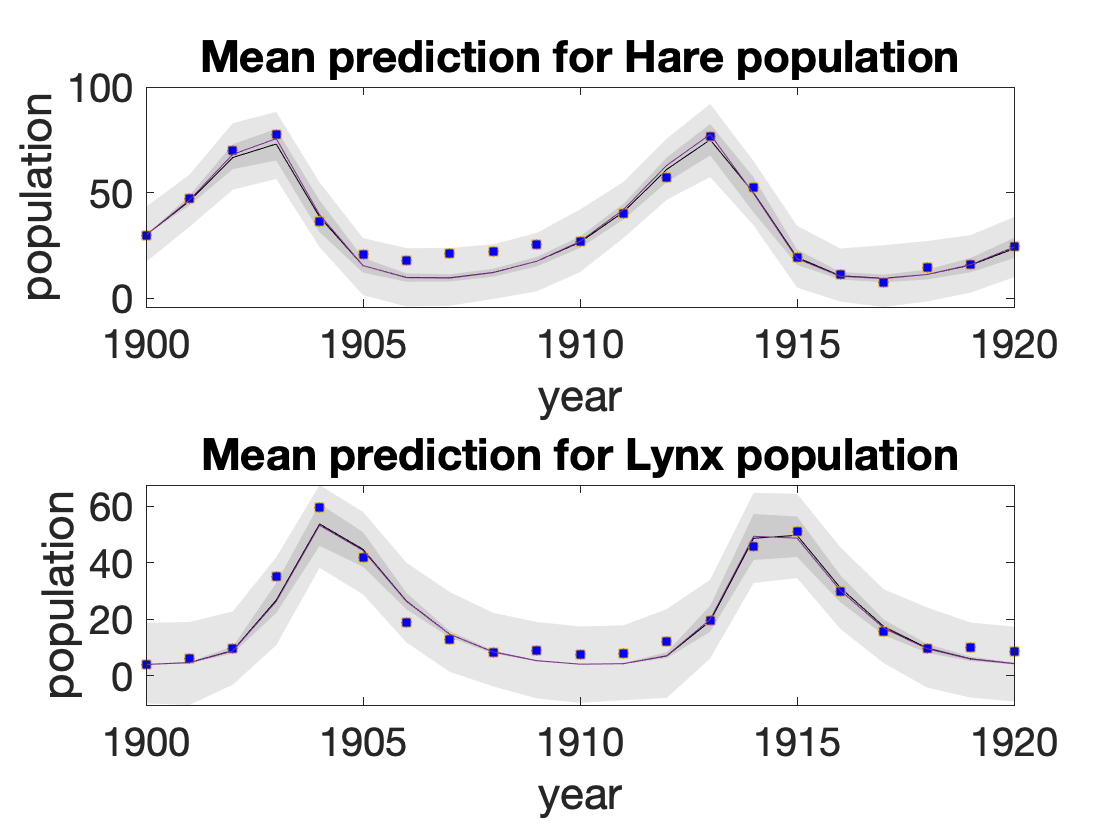 Mean prediction for Hare population
population
100
50
0
1900 1905 1910 1915 1920
year
Mean prediction for Lynx population
population
60
40
20
0
1900 1905 1910 1915 1920
year